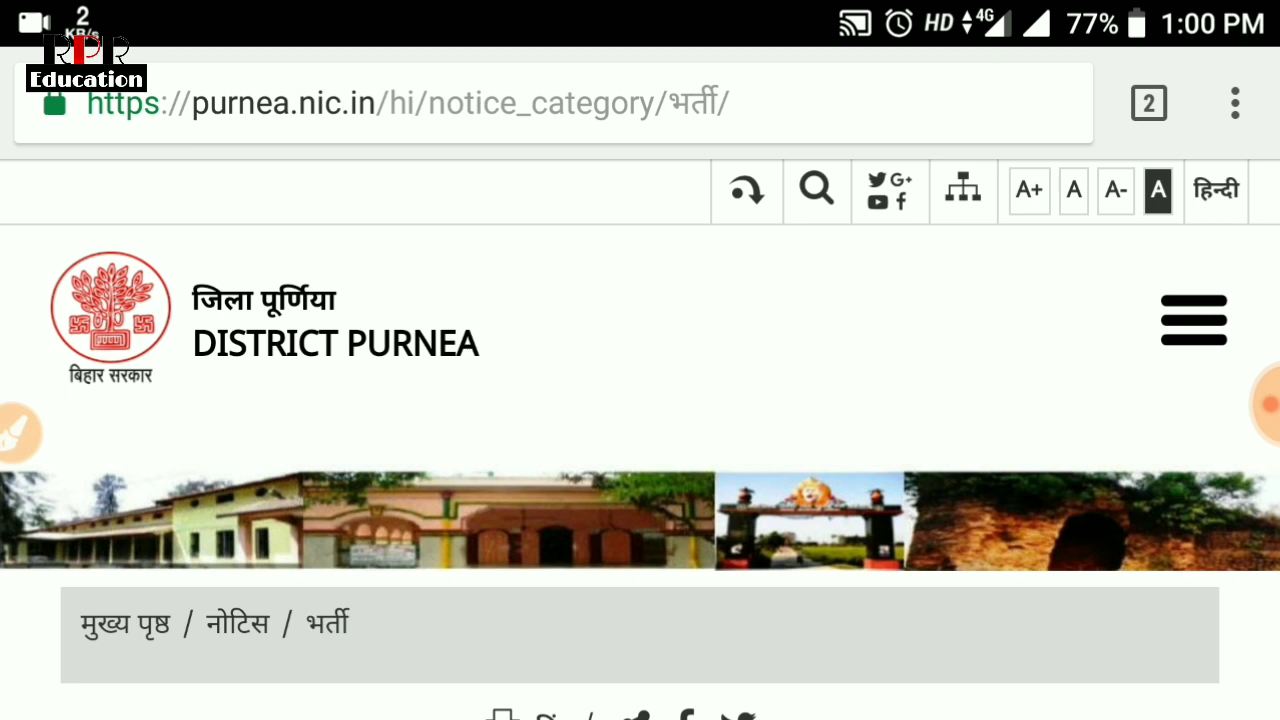 2
KB/s
HD 4G 77% 1:00 PM
RPR
Education
https://purnea.nic.in/hi/notice_category/भर्ती/
2
G+
A+ A A- A हिन्दी
जिला पूर्णिया
DISTRICT PURNEA
बिहार सरकार
मुख्य पृष्ठ / नोटिस / भर्ती